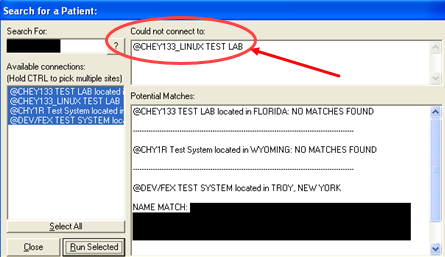 Search for a Patient:
Search For:
?
Available connections:
(Hold CTRL to pick multiple sites)
@CHEY133 TEST LAB located i
@CHEY133_LINUX TEST LAB
@CHY1R Test System located in
@DEV/FEX TEST SYSTEM loca
Select All
Close
Run Selected
Could not connect to:
@CHEY133_LINUX TEST LAB
Potential Matches:
@CHEY133 TEST LAB located in FLORIDA: NO MATCHES FOUND
--------------------------------------------------------------------------------
@CHY1R Test System located in WYOMING: NO MATCHES FOUND
--------------------------------------------------------------------------------
@DEV/FEX TEST SYSTEM located in TROY, NEW YORK
NAME MATCH: